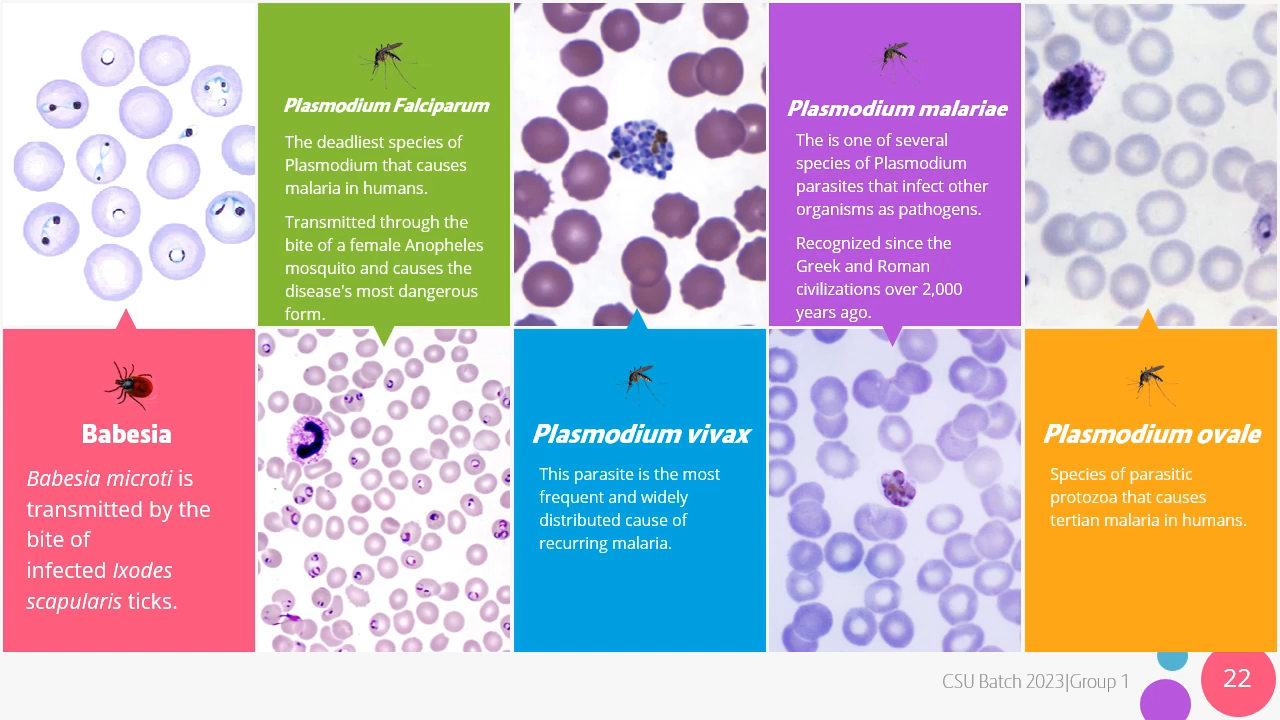 Plasmodium Falciparum
The deadliest species of
Plasmodium that causes
malaria in humans.
Transmitted through the
bite of a female Anopheles
mosquito and causes the
disease's most dangerous
form.
Plasmodium malariae
The is one of several
species of Plasmodium
parasites that infect other
organisms as pathogens.
Recognized since the
Greek and Roman
civilizations over 2,000
years ago.
Babesia
Babesia microti is
transmitted by the
bite of
infected Ixodes
scapularis ticks.
Plasmodium vivax
This parasite is the most
frequent and widely
distributed cause of
recurring malaria.
Plasmodium ovale
Species of parasitic
protozoa that causes
tertian malaria in humans.
CSU Batch 2023|Group 1
22